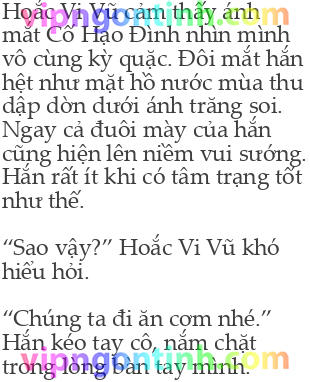 Hoắc Vi Vũ cảm thấy ánh
mắt Cố Hạo Đình nhìn mình
vô cùng kỳ quặc. Đôi mắt hắn
hệt như mặt hồ nước mùa thu
dập dờn dưới ánh trăng soi.
Ngay cả đuôi mày của hắn
cũng hiện lên niềm vui sướng.
Hắn rất ít khi có tâm trạng tốt
như thế.
“Sao vậy?” Hoắc Vi Vũ khó
hiểu hỏi.
“Chúng ta đi ăn cơm nhé.”
Hắn kéo tay cô, nắm chặt
trong lòng bàn tay mình.
vipngontinh.com
vipngontinh.com